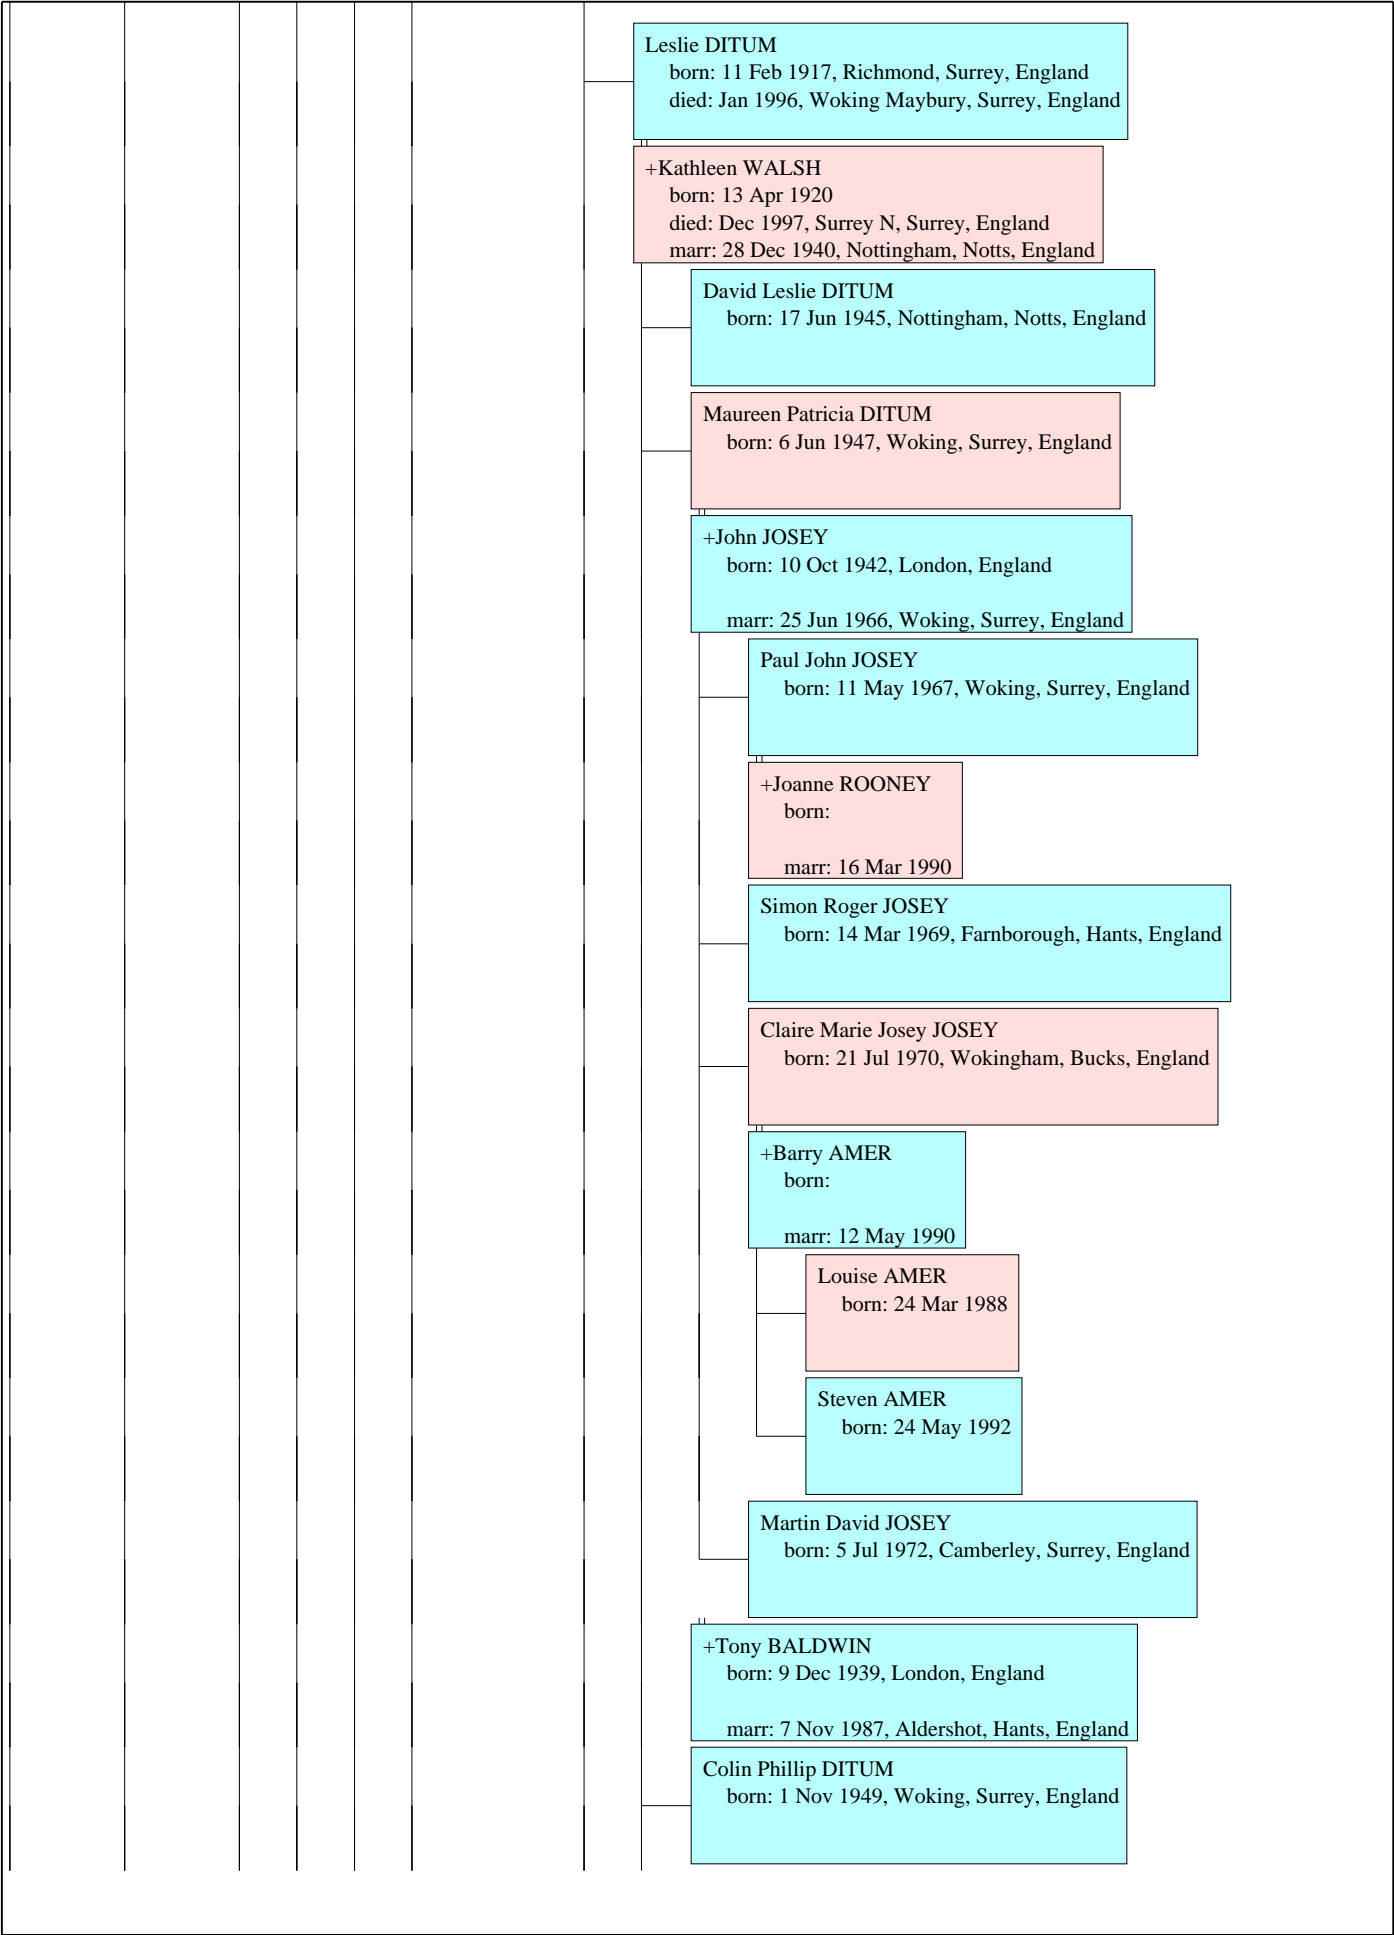 Leslie DITUM
born: 11 Feb 1917, Richmond, Surrey, England
died: Jan 1996, Woking Maybury, Surrey, England
+Kathleen WALSH
born: 13 Apr 1920
died: Dec 1997, Surrey N, Surrey, England
marr: 28 Dec 1940, Nottingham, Notts, England
David Leslie DITUM
born: 17 Jun 1945, Nottingham, Notts, England
Maureen Patricia DITUM
born: 6 Jun 1947, Woking, Surrey, England
+John JOSEY
born: 10 Oct 1942, London, England
marr: 25 Jun 1966, Woking, Surrey, England
Paul John JOSEY
born: 11 May 1967, Woking, Surrey, England
+Joanne ROONEY
born:
marr: 16 Mar 1990
Simon Roger JOSEY
born: 14 Mar 1969, Farnborough, Hants, England
Claire Marie Josey JOSEY
born: 21 Jul 1970, Wokingham, Bucks, England
+Barry AMER
born:
marr: 12 May 1990
Louise AMER
born: 24 Mar 1988
Steven AMER
born: 24 May 1992
Martin David JOSEY
born: 5 Jul 1972, Camberley, Surrey, England
+Tony BALDWIN
born: 9 Dec 1939, London, England
marr: 7 Nov 1987, Aldershot, Hants, England
Colin Phillip DITUM
born: 1 Nov 1949, Woking, Surrey, England